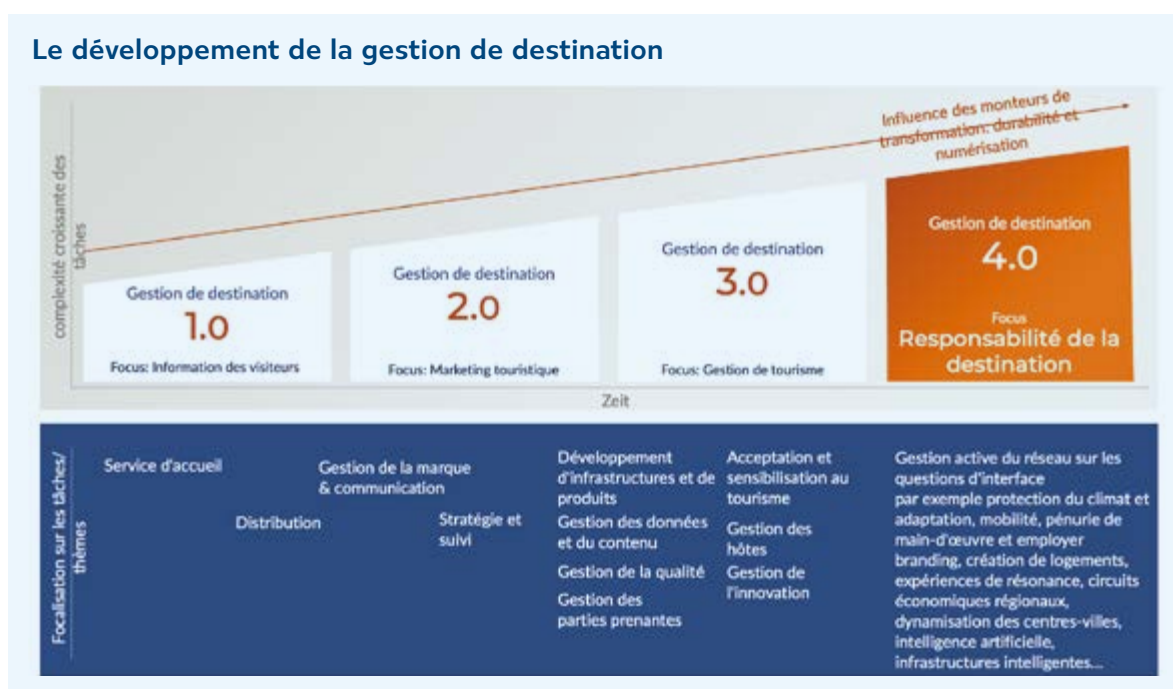 Le développement de la gestion de destination
Influence des monteurs de
transformation: durabilité et
numérisation
complexité croissante des
tâches
Gestion de destination
1.0
Focus: Information des visiteurs
Gestion de destination
2.0
Focus: Marketing touristique
Gestion de destination
3.0
Focus: Gestion de tourisme
Gestion de destination
4.0
Focus
Responsabilité de la
destination
Zeit
Focalisation sur les tâches/
thèmes
Service d'accueil
Distribution
Gestion de la marque
& communication
Stratégie et
suivi
Développement
d'infrastructures et de
produits
Gestion des données
et du contenu
Gestion de la qualité
Gestion des
parties prenantes
Acceptation et
sensibilisation au
tourisme
Gestion des
hôtes
Gestion de
l'innovation
Gestion active du réseau sur les
questions d'interface
par exemple protection du climat et
adaptation, mobilité, pénurie de
main-d'œuvre et employer
branding, création de logements,
expériences de résonance, circuits
économiques régionaux,
dynamisation des centres-villes,
intelligence artificielle,
infrastructures intelligentes...